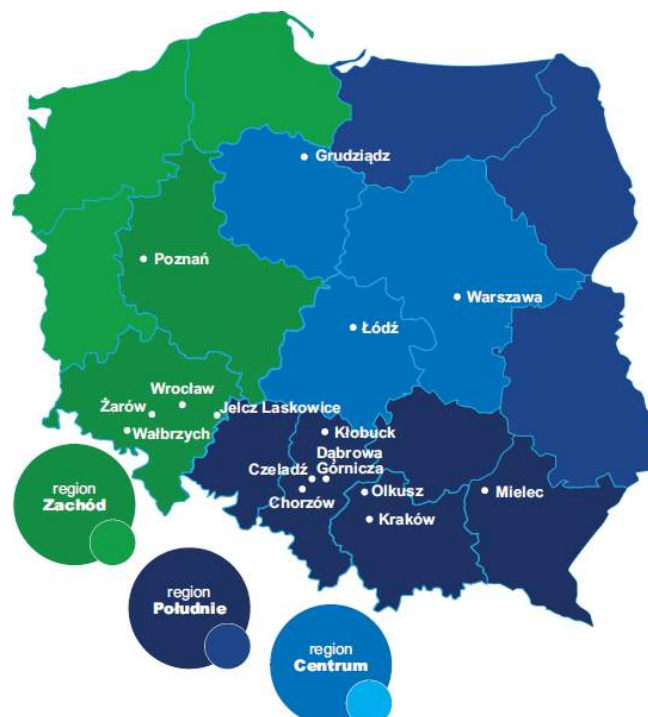 Grudziądz
Poznań
Warszawa
Łódź
Wrocław
Żarów
Jelcz Laskowice
Wałbrzych
Kłobuck
Dąbrowa
Górnicza
Czeladź
Chorzów
Olkusz
Mielec
Kraków
region
Zachód
region
Południe
region
Centrum